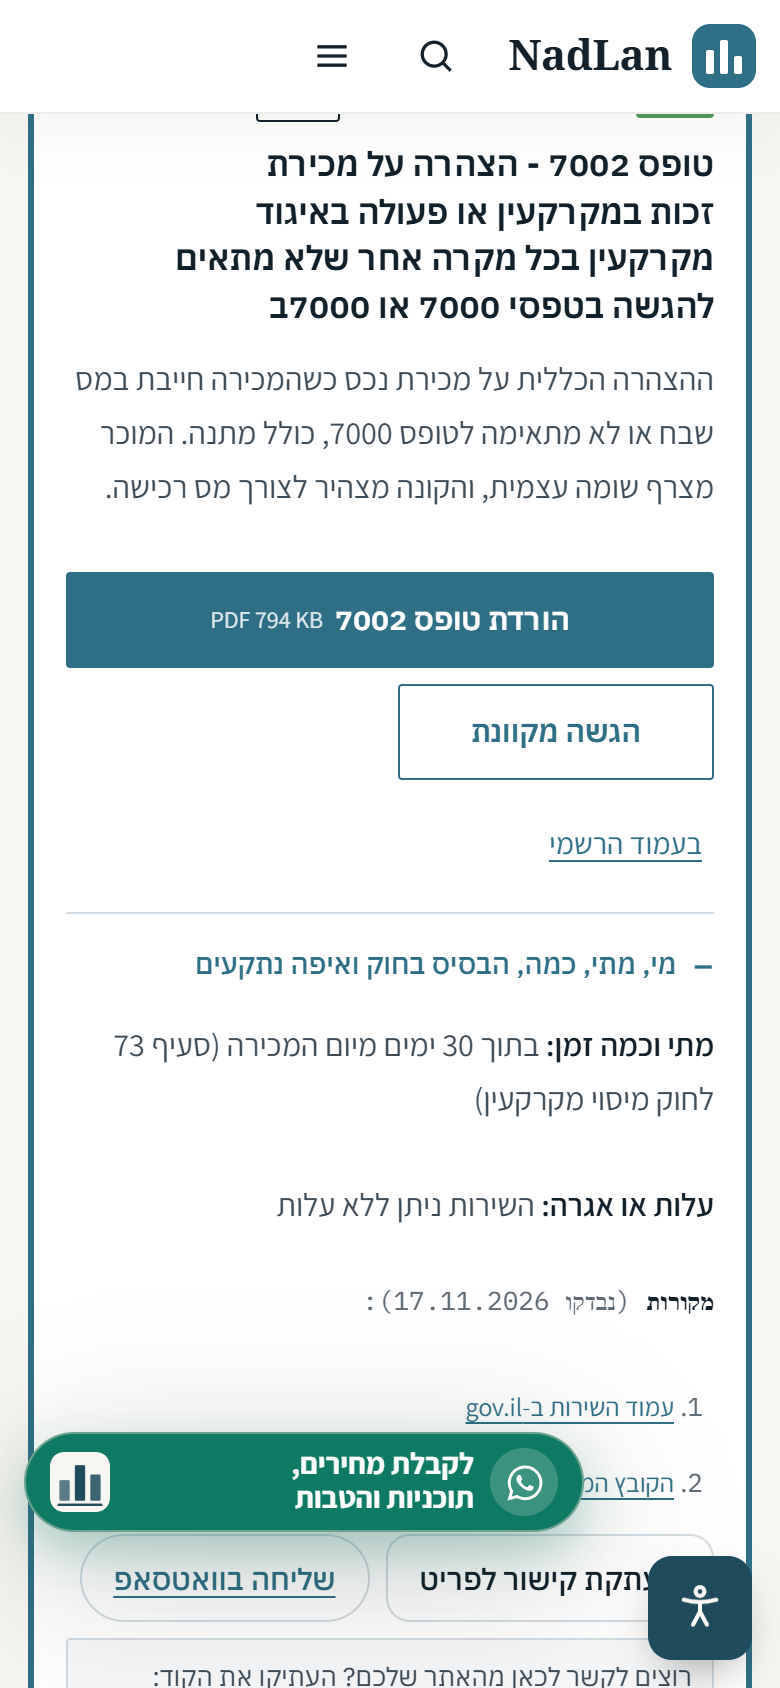 NadLan
טופס 7002 - הצהרה על מכירת
זכות במקרקעין או פעולה באיגוד
מקרקעין בכל מקרה אחר שלא מתאים
להגשה בטפסי 7000 או 7000ב
ההצהרה הכללית על מכירת נכס כשהמכירה חייבת במס
שבח או לא מתאימה לטופס 7000, כולל מתנה. המוכר
מצרף שומה עצמית, והקונה מצהיר לצורך מס רכישה.
הורדת טופס 7002 PDF 794 KB
הגשה מקוונת
בעמוד הרשמי
– מי, מתי, כמה, הבסיס בחוק ואיפה נתקעים
מתי וכמה זמן: בתוך 30 ימים מיום המכירה (סעיף 73
לחוק מיסוי מקרקעין)
עלות או אגרה: השירות ניתן ללא עלות
מקורות (נבדקו 17.11.2026):
1. עמוד השירות ב-gov.il
2. הקובץ
לקבלת מחירים,
תוכניות והטבות
קישור לפריט
שליחה בוואטסאפ
רוצים לקשר לכאן מהאתר שלכם? העתיקו את הקוד: